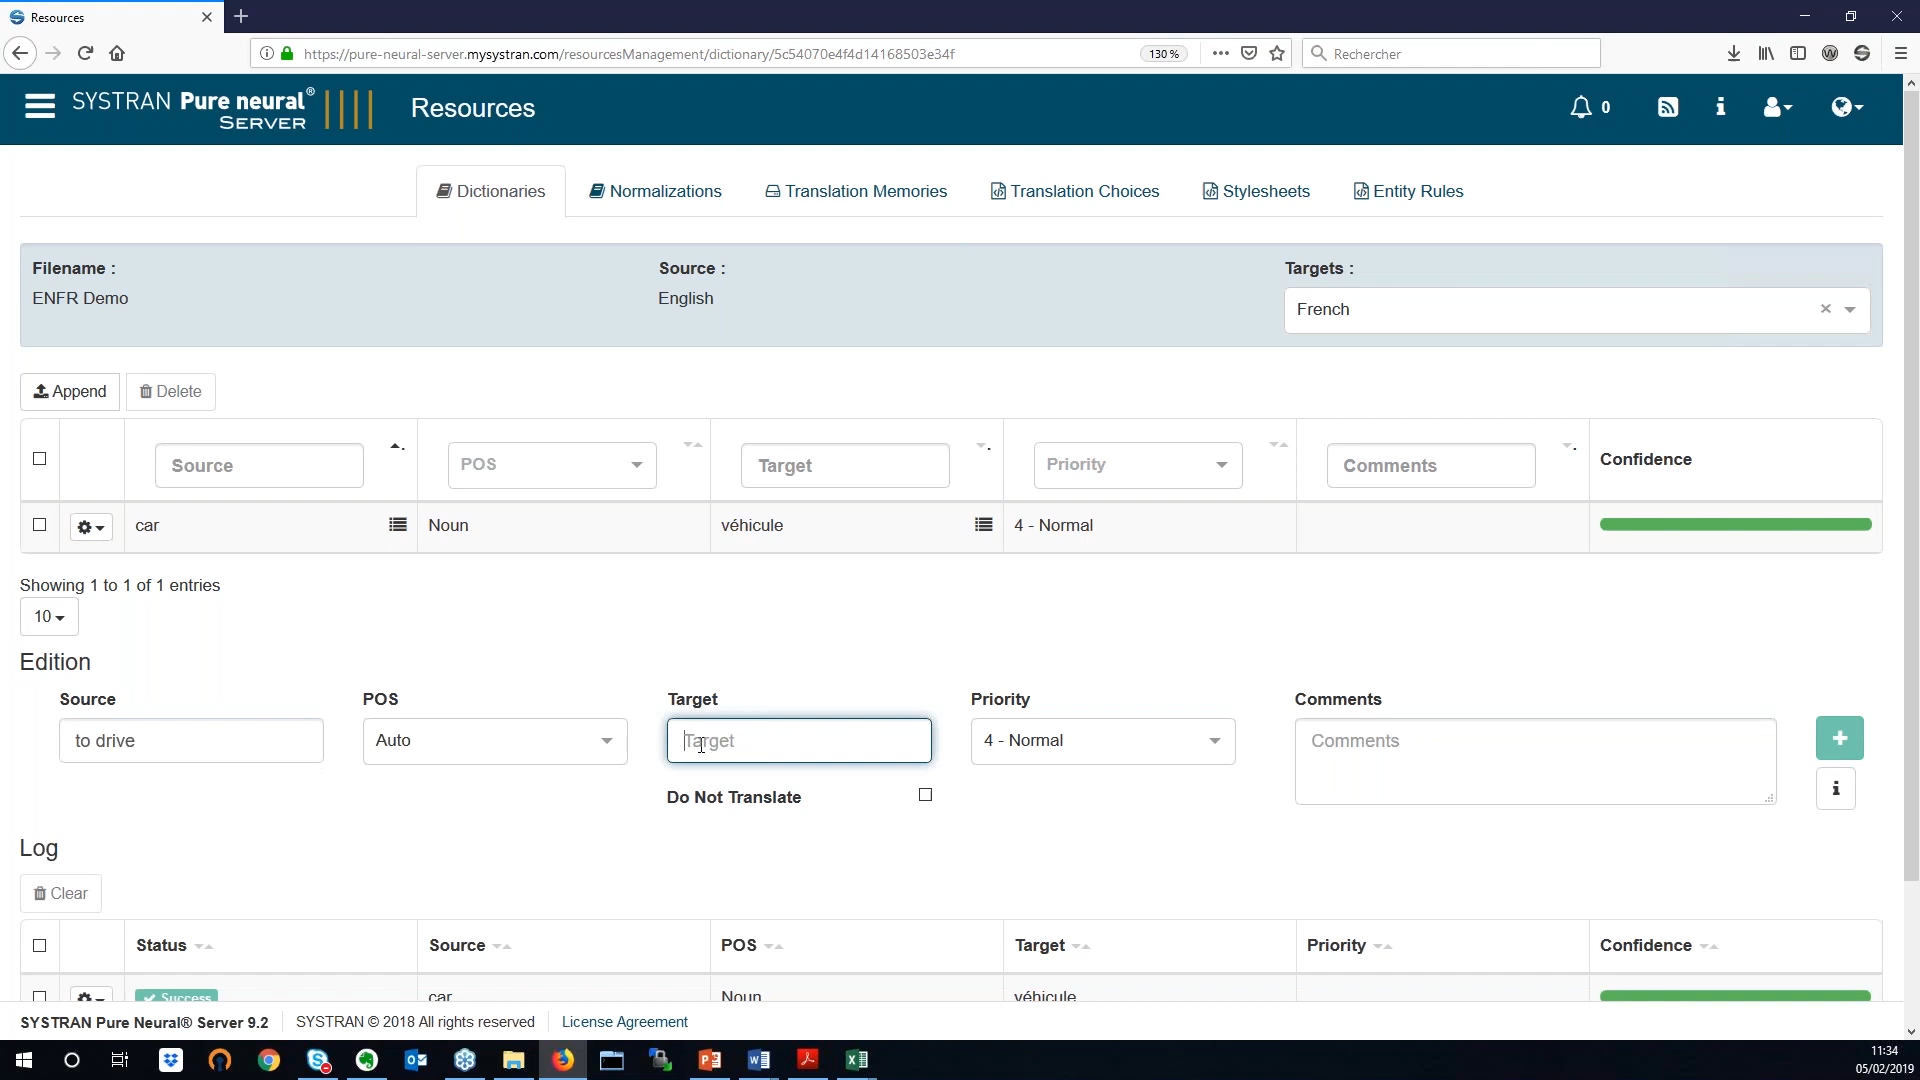 Resources
https://pure-neural-server.mysystran.com/resourcesManagement/dictionary/5c54070e4f4d14168503e34f
130 %
Rechercher
SYSTRAN Pure neural® SERVER
Resources
0
Dictionaries
Normalizations
Translation Memories
Translation Choices
Stylesheets
Entity Rules
Filename :
Source :
Targets :
ENFR Demo
English
French
Append
Delete
Source
POS
Target
Priority
Comments
Confidence
car
Noun
véhicule
4 - Normal
Showing 1 to 1 of 1 entries
10
Edition
Source
POS
Target
Priority
Comments
to drive
Auto
Target
4 - Normal
Comments
Do Not Translate
Log
Clear
Status
Source
POS
Target
Priority
Confidence
Success
car
Noun
véhicule
SYSTRAN Pure Neural® Server 9.2
SYSTRAN © 2018 All rights reserved
License Agreement
11:34
05/02/2019